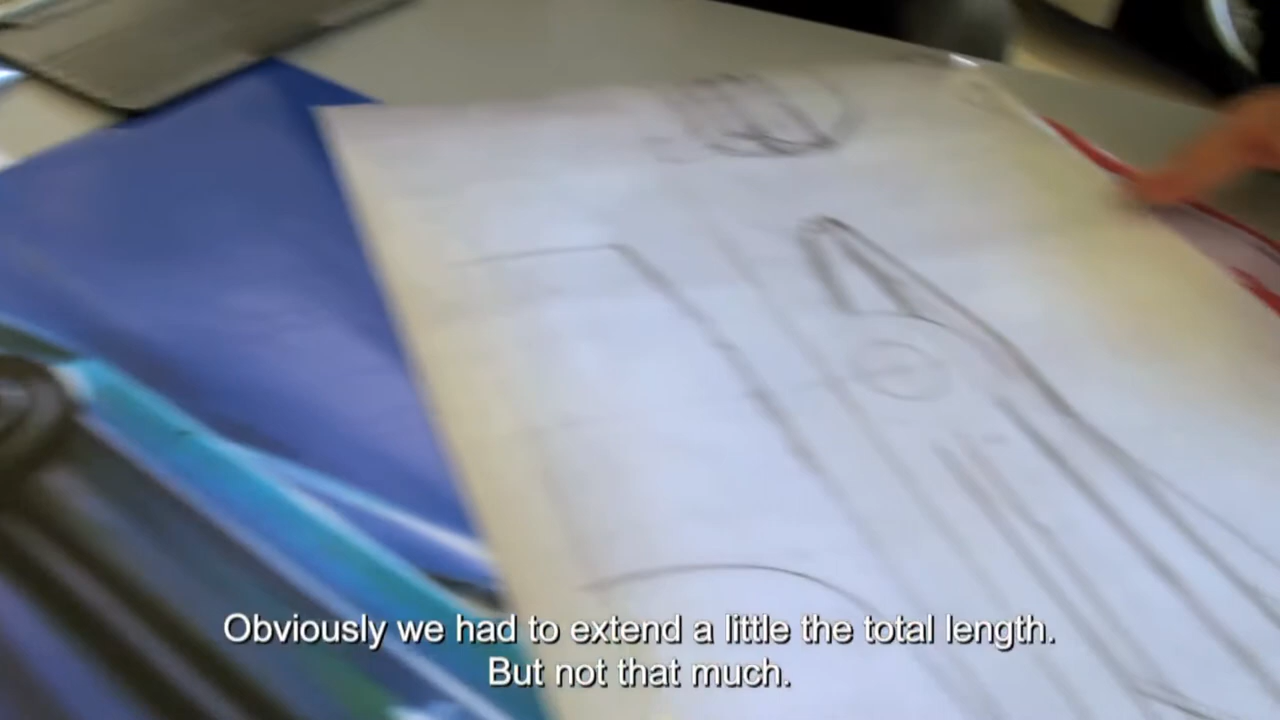 Obviously we had to extend a little the total length.
But not that much.